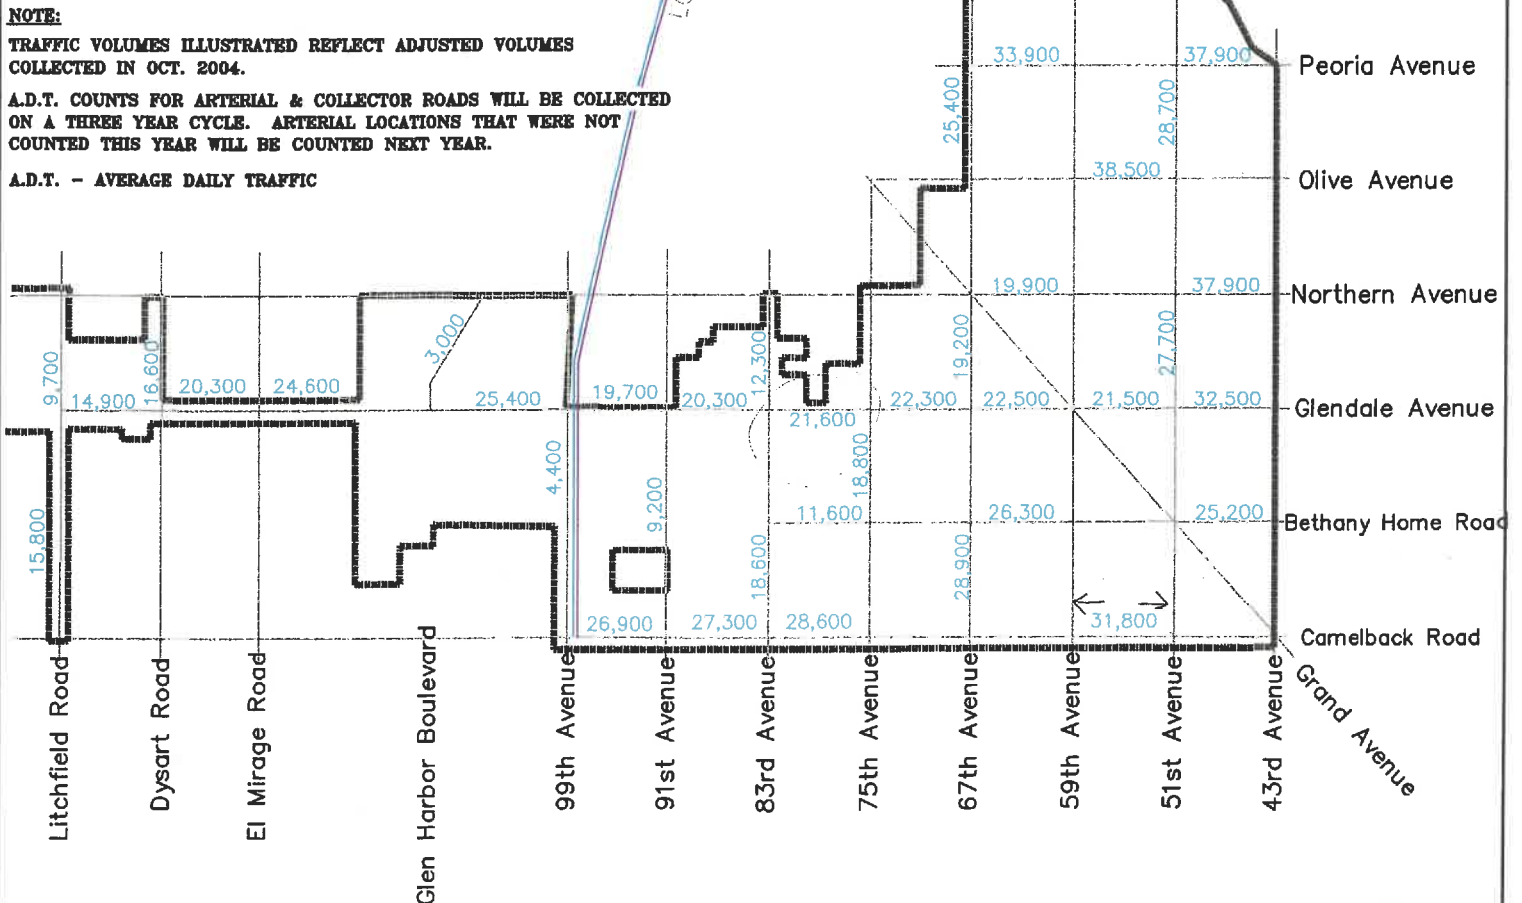 NOTE:
TRAFFIC VOLUMES ILLUSTRATED REFLECT ADJUSTED VOLUMES
COLLECTED IN OCT. 2004.
A.D.T. COUNTS FOR ARTERIAL & COLLECTOR ROADS WILL BE COLLECTED
ON A THREE YEAR CYCLE. ARTERIAL LOCATIONS THAT WERE NOT
COUNTED THIS YEAR WILL BE COUNTED NEXT YEAR.
A.D.T. - AVERAGE DAILY TRAFFIC
33,900
37,900
Peoria Avenue
25,400
28,700
38,500
Olive Avenue
19,900
37,900
Northern Avenue
3,000
9,700
16,600
12,300
19,200
27,700
14,900
20,300
24,600
25,400
19,700
20,300
21,600
22,300
22,500
21,500
32,500
Glendale Avenue
4,400
9,200
18,800
11,600
26,300
25,200
Bethany Home Road
15,800
18,600
28,900
26,900
27,300
28,600
31,800
Camelback Road
Litchfield Road
Dysart Road
El Mirage Road
Glen Harbor Boulevard
99th Avenue
91st Avenue
83rd Avenue
75th Avenue
67th Avenue
59th Avenue
51st Avenue
43rd Avenue
Grand Avenue